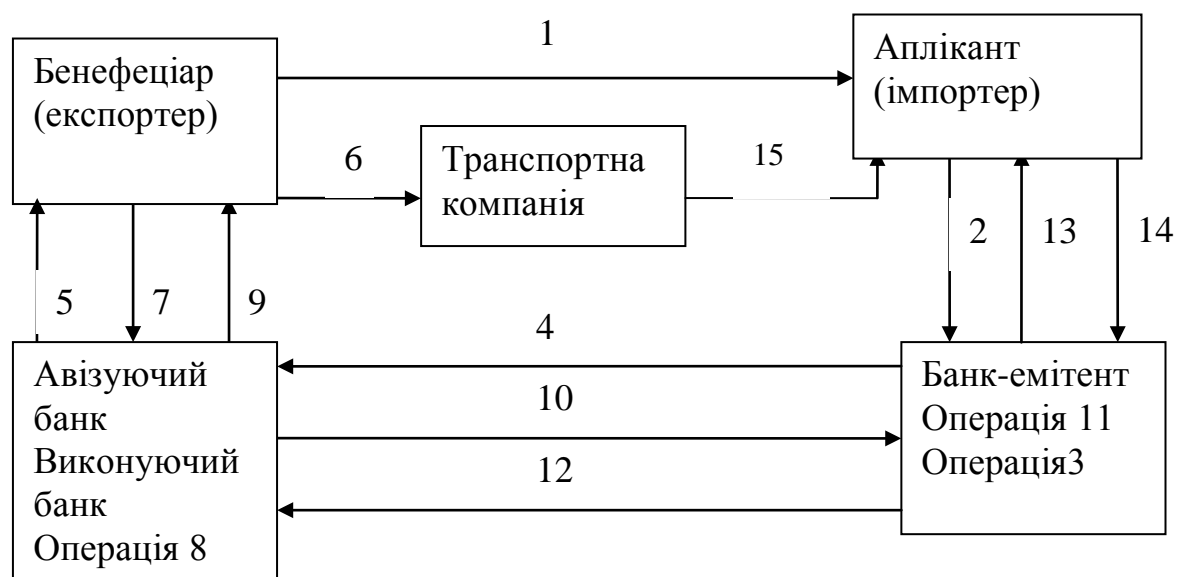 1
Бенефеціар
(експортер)
Аплікант
(імпортер)
6
Транспортна
компанія
15
2
13
14
5
7
9
4
Авізуючий
банк
Виконуючий
банк
Операція 8
10
12
Банк-емітент
Операція 11
Операція3